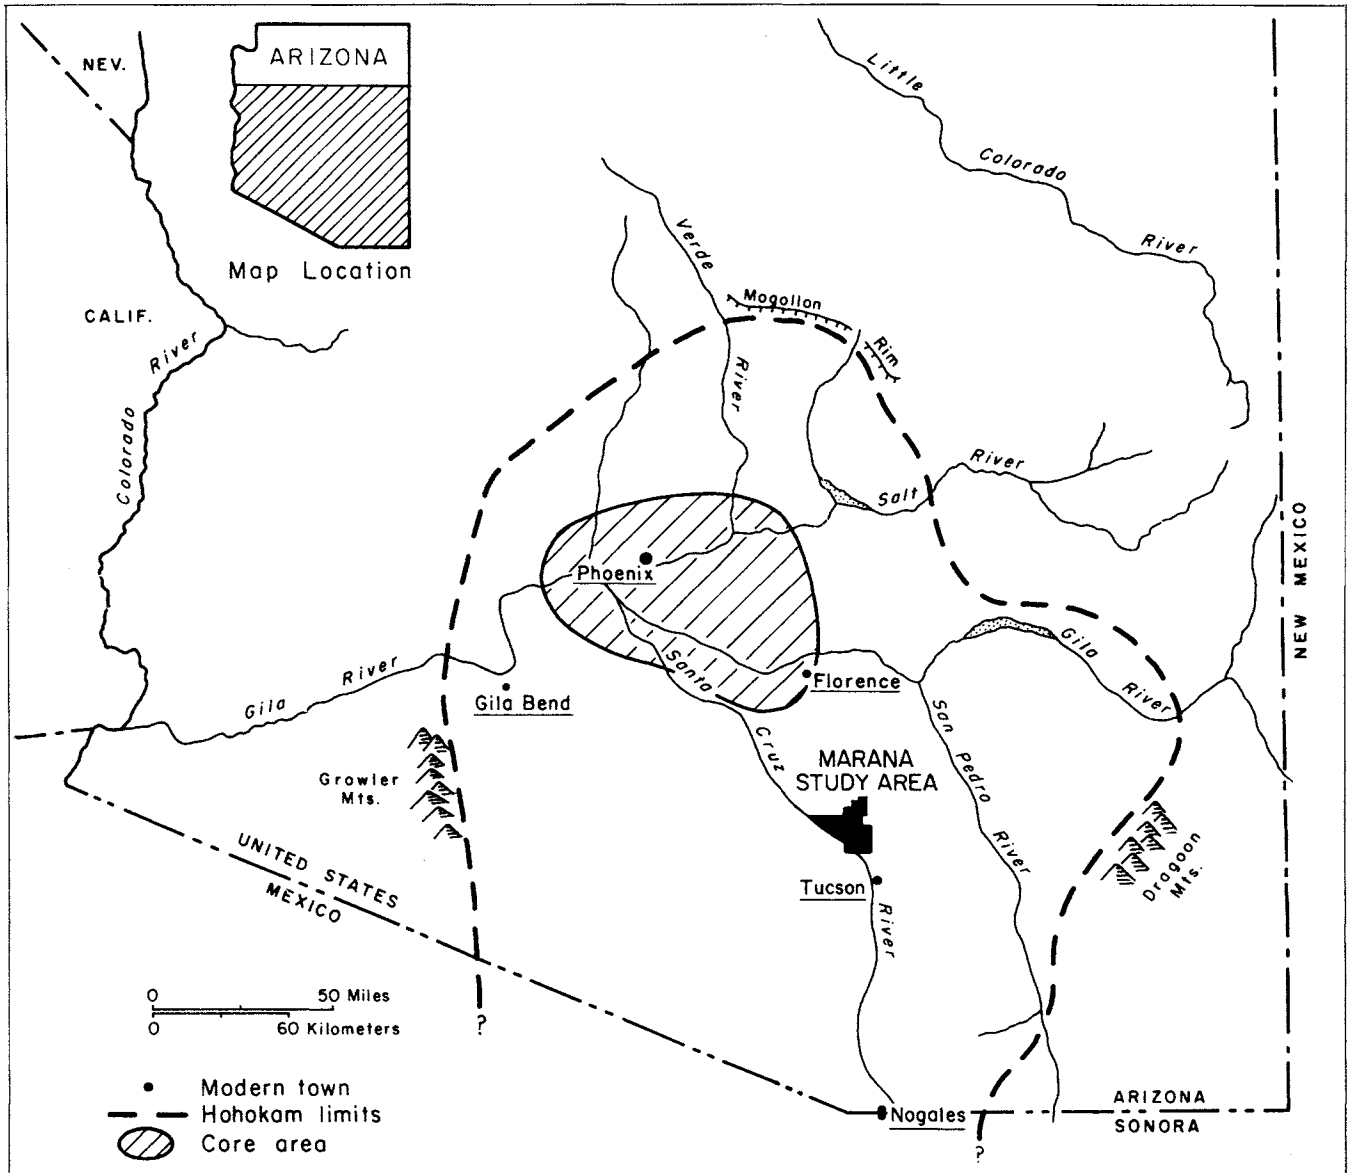 NEV.
ARIZONA
Map Location
CALIF.
Colorado River
Little Colorado River
Verde River
Mogollon Rim
Salt River
Phoenix
Santa Cruz River
Gila River
Gila Bend
Florence
Gila River
San Pedro River
NEW MEXICO
MARANA
STUDY AREA
Growler
Mts.
Dragoon
Mts.
Tucson
UNITED STATES
MEXICO
0 50 Miles
0 60 Kilometers
?
Modern town
Hohokam limits
Core area
Nogales
ARIZONA
SONORA
?